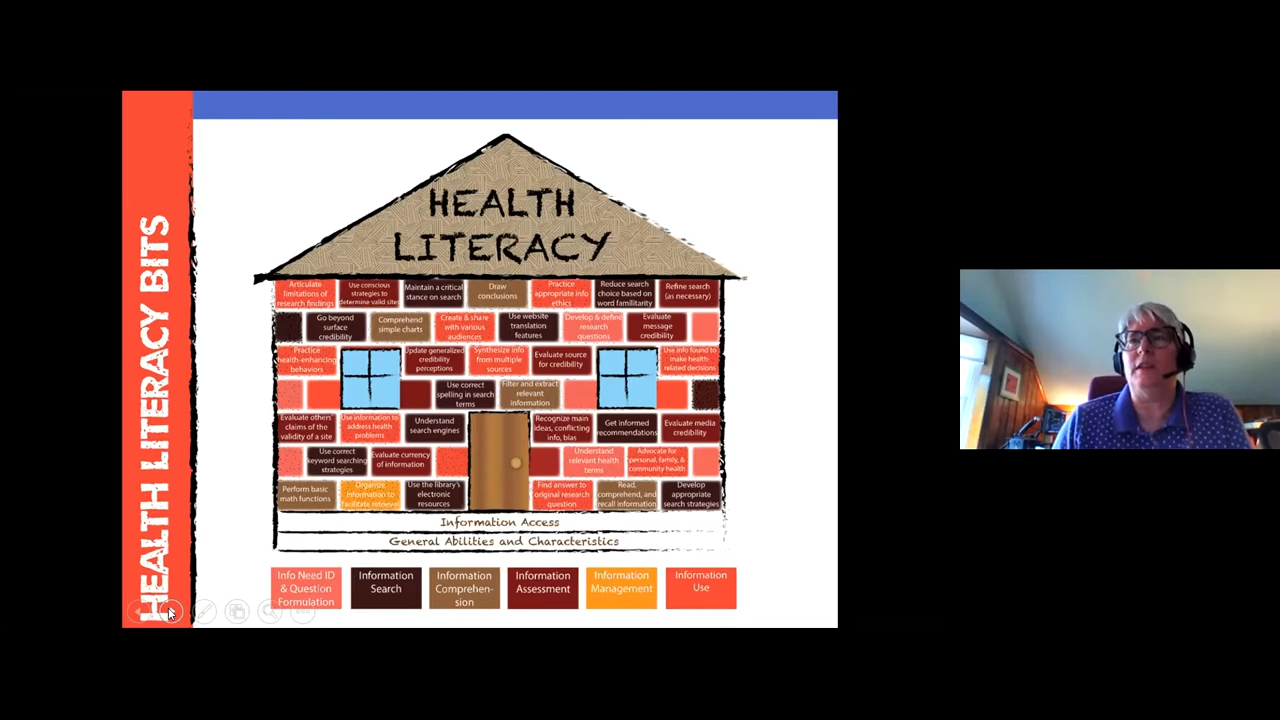 HEALTH LITERACY BITS
HEALTH
LITERACY
Articulate
limitations of
research findings
Use conscious
strategies to
determine valid sites
Maintain a critical
stance on search
Draw
conclusions
Practice
appropriate info
ethics
Reduce search
choice based on
word familitarity
Refine search
(as necessary)
Go beyond
surface
credibility
Comprehend
simple charts
Create & share
with various
audiences
Use website
translation
features
Develop & define
research
questions
Evaluate
message
credibility
Practice
health-enhancing
behaviors
Update generalized
credibility
perceptions
Synthesize info
from multiple
sources
Evaluate source
for credibility
Use info found to
make health-
related decisions
Use correct
spelling in search
terms
Filter and extract
relevant
information
Evaluate others'
claims of the
validity of a site
Use information to
address health
problems
Understand
search engines
Recognize main
ideas, conflicting
info, bias
Get informed
recommendations
Evaluate media
credibility
Use correct
keyword searching
strategies
Evaluate currency
of information
Understand
relevant health
terms
Advocate for
personal, family, &
community health
Perform basic
math functions
Organize
information to
facilitate retrieval
Use the library's
electronic
resources
Find answer to
original research
question
Read,
comprehend, and
recall information
Develop
appropriate
search strategies
Information Access
General Abilities and Characteristics
Info Need ID
& Question
Formulation
Information
Search
Information
Comprehen-
sion
Information
Assessment
Information
Management
Information
Use